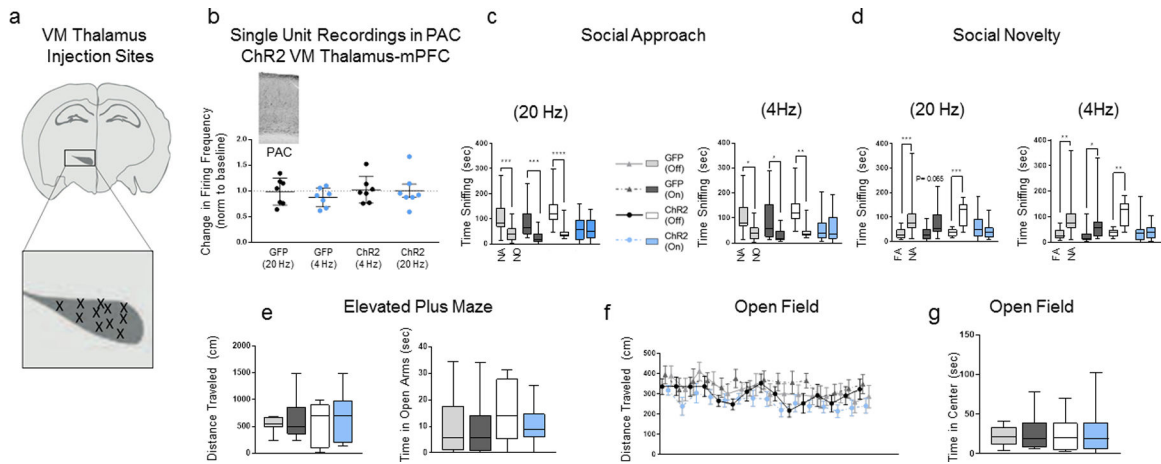 a
VM Thalamus
Injection Sites
X X X X X X X X X X X
b
Single Unit Recordings in PAC
ChR2 VM Thalamus-mPFC
PAC
Change in Firing Frequency
(norm to baseline)
2.0
1.5
1.0
0.5
0.0
GFP
(20 Hz)
GFP
(4 Hz)
ChR2
(4 Hz)
ChR2
(20 Hz)
c
Social Approach
(20 Hz)
Time Sniffing (sec)
400
300
200
100
0
*** *** ****
NA
NO
(4Hz)
Time Sniffing (sec)
400
300
200
100
0
* * **
NA
NO
GFP
(Off)
GFP
(On)
ChR2
(Off)
ChR2
(On)
d
Social Novelty
(20 Hz)
Time Sniffing (sec)
400
300
200
100
0
***
P= 0.065
***
FA
NA
(4Hz)
Time Sniffing (sec)
400
300
200
100
0
** * **
FA
NA
e
Elevated Plus Maze
Distance Traveled (cm)
2000
1500
1000
500
0
Time in Open Arms (sec)
40
30
20
10
0
f
Open Field
Distance Traveled (cm)
500
400
300
200
100
0
g
Open Field
Time in Center (sec)
150
100
50
0